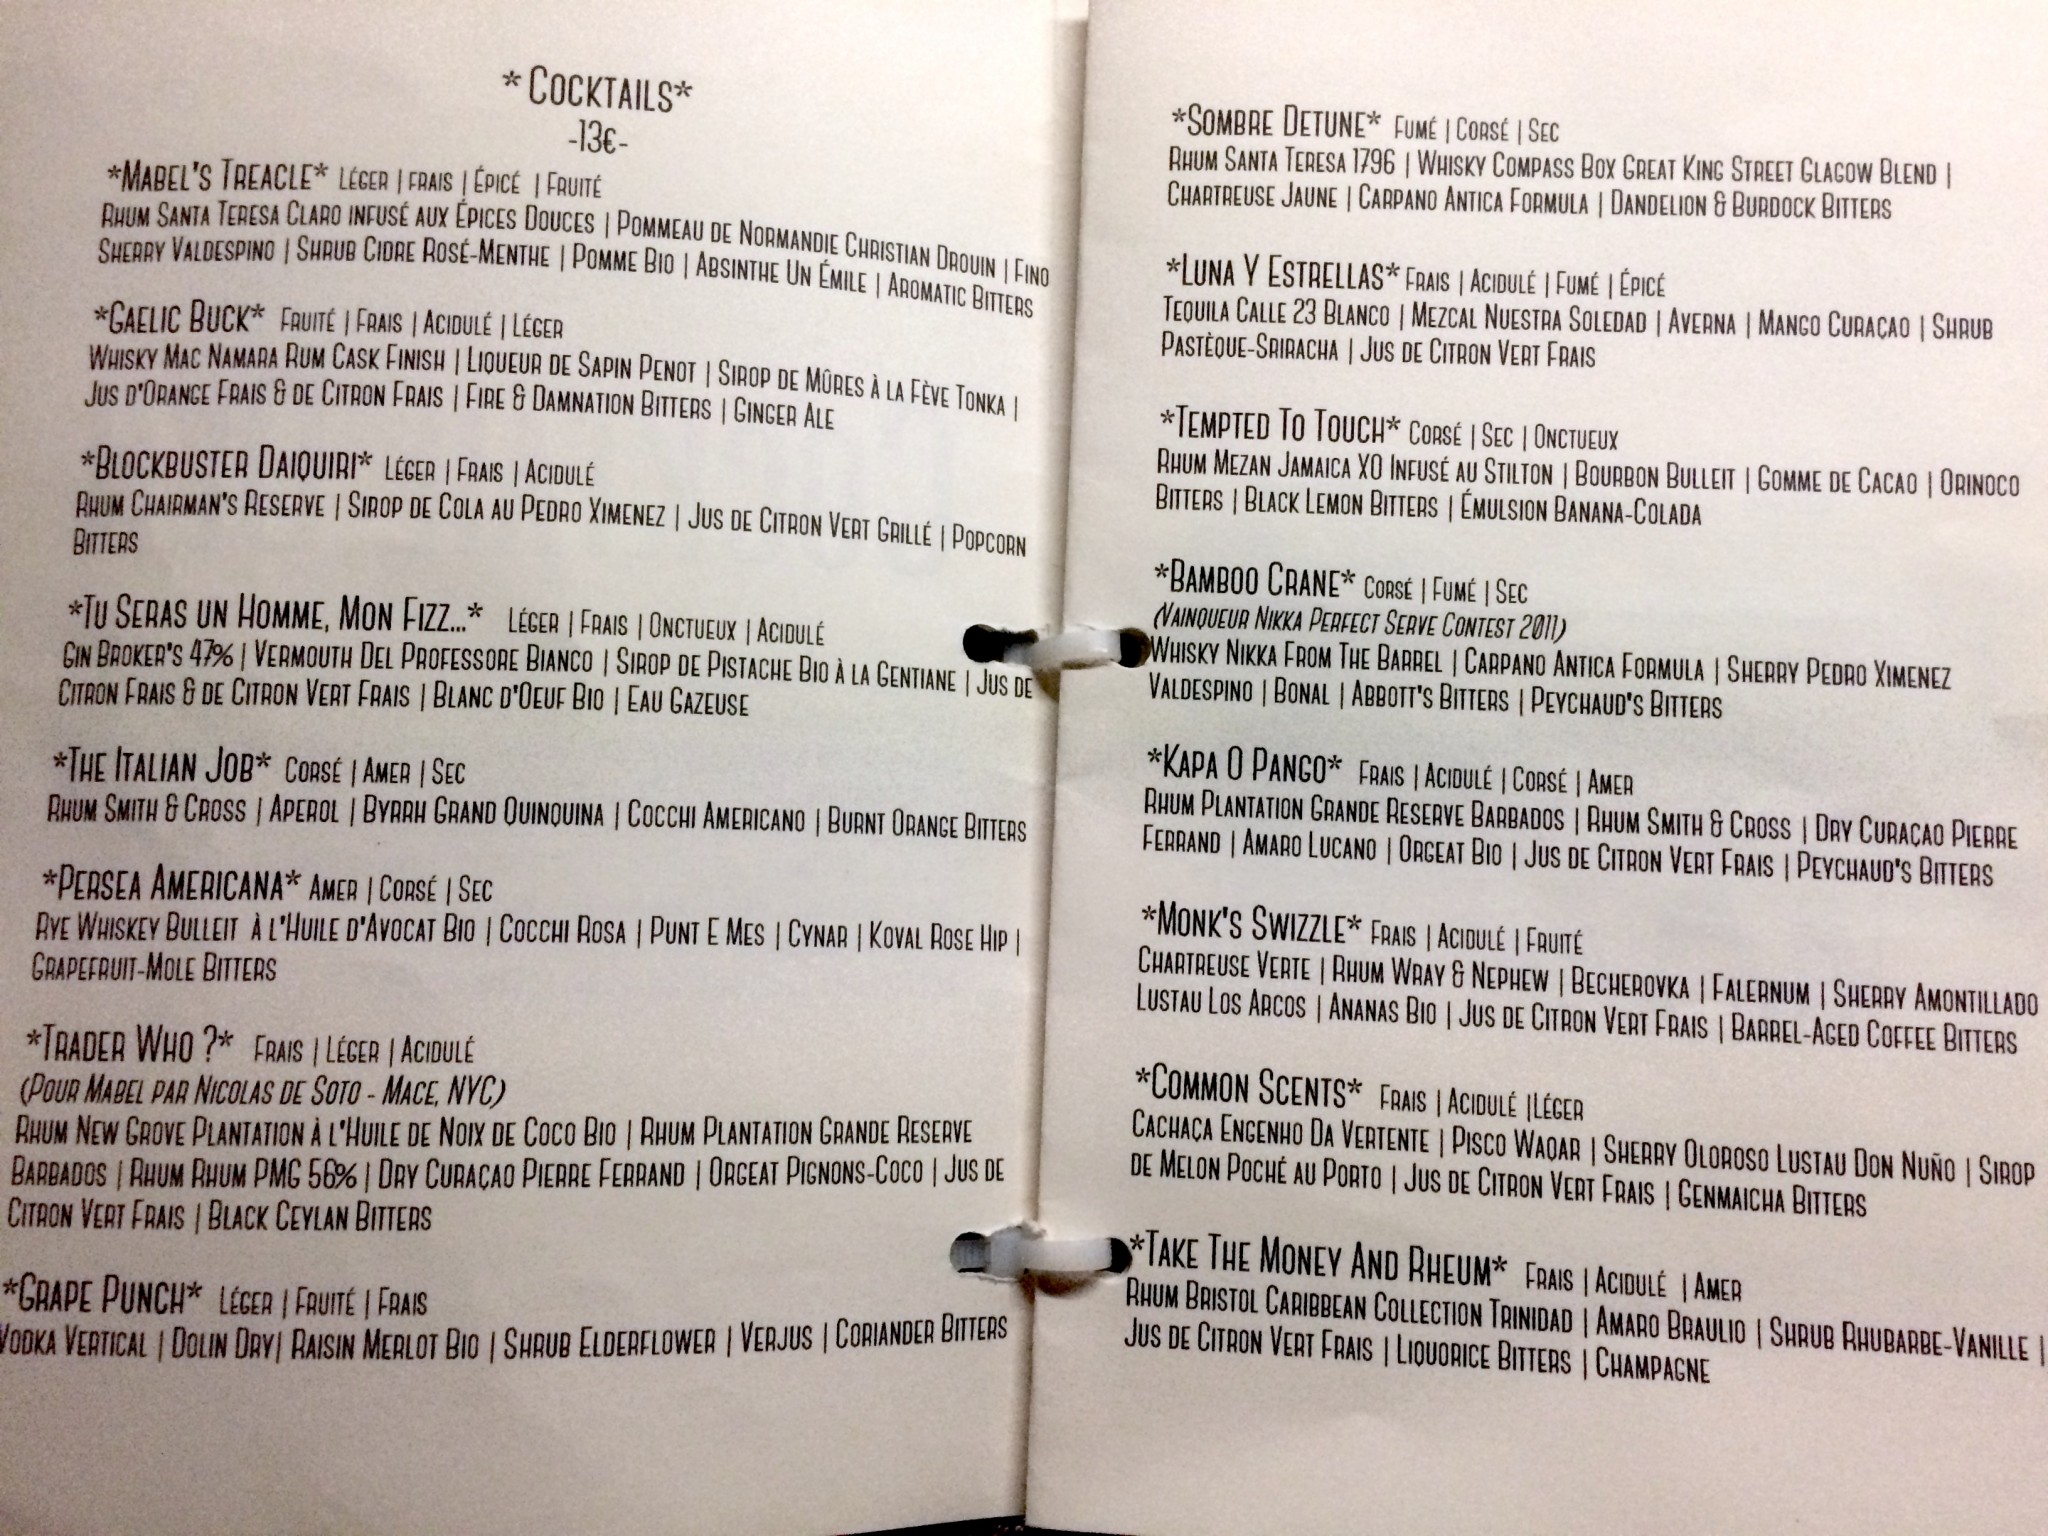 *Cocktails*
-13€-
*Mabel's Treacle* Léger | Frais | Épicé | Fruité
Rhum Santa Teresa Claro infusé aux Épices Douces | Pommeau de Normandie Christian Drouin | Fino
Sherry Valdespino | Shrub Cidre Rosé-Menthe | Pomme Bio | Absinthe Un Émile | Aromatic Bitters
*Gaelic Buck* Fruité | Frais | Acidulé | Léger
Whisky Mac Namara Rum Cask Finish | Liqueur de Sapin Penot | Sirop de Mûres à la Fève Tonka |
Jus d'Orange Frais & de Citron Frais | Fire & Damnation Bitters | Ginger Ale
*Blockbuster Daiquiri* Léger | Frais | Acidulé
Rhum Chairman's Reserve | Sirop de Cola au Pedro Ximenez | Jus de Citron Vert Grillé | Popcorn
Bitters
*Tu Seras un Homme, Mon Fizz...* Léger | Frais | Onctueux | Acidulé
Gin Broker's 47% | Vermouth Del Professore Bianco | Sirop de Pistache Bio à la Gentiane | Jus de
Citron Frais & de Citron Vert Frais | Blanc d'Oeuf Bio | Eau Gazeuse
*The Italian Job* Corsé | Amer | Sec
Rhum Smith & Cross | Aperol | Byrrh Grand Quinquina | Cocchi Americano | Burnt Orange Bitters
*Persea Americana* Amer | Corsé | Sec
Rye Whiskey Bulleit à l'Huile d'Avocat Bio | Cocchi Rosa | Punt E Mes | Cynar | Koval Rose Hip |
Grapefruit-Mole Bitters
*Trader Who ?* Frais | Léger | Acidulé
(Pour Mabel par Nicolas de Soto - Mace, NYC)
Rhum New Grove Plantation à l'Huile de Noix de Coco Bio | Rhum Plantation Grande Reserve
Barbados | Rhum Rhum PMG 56% | Dry Curaçao Pierre Ferrand | Orgeat Pignons-Coco | Jus de
Citron Vert Frais | Black Ceylan Bitters
*Grape Punch* Léger | Fruité | Frais
Vodka Vertical | Dolin Dry| Raisin Merlot Bio | Shrub Elderflower | Verjus | Coriander Bitters
*Sombre Detune* Fumé | Corsé | Sec
Rhum Santa Teresa 1796 | Whisky Compass Box Great King Street Glagow Blend |
Chartreuse Jaune | Carpano Antica Formula | Dandelion & Burdock Bitters
*Luna Y Estrellas* Frais | Acidulé | Fumé | Épicé
Tequila Calle 23 Blanco | Mezcal Nuestra Soledad | Averna | Mango Curaçao | Shrub
Pastèque-Sriracha | Jus de Citron Vert Frais
*Tempted To Touch* Corsé | Sec | Onctueux
Rhum Mezan Jamaica XO Infusé au Stilton | Bourbon Bulleit | Gomme de Cacao | Orinoco
Bitters | Black Lemon Bitters | Émulsion Banana-Colada
*Bamboo Crane* Corsé | Fumé | Sec
(Vainqueur Nikka Perfect Serve Contest 2011)
Whisky Nikka From The Barrel | Carpano Antica Formula | Sherry Pedro Ximenez
Valdespino | Bonal | Abbott's Bitters | Peychaud's Bitters
*Kapa O Pango* Frais | Acidulé | Corsé | Amer
Rhum Plantation Grande Reserve Barbados | Rhum Smith & Cross | Dry Curaçao Pierre
Ferrand | Amaro Lucano | Orgeat Bio | Jus de Citron Vert Frais | Peychaud's Bitters
*Monk's Swizzle* Frais | Acidulé | Fruité
Chartreuse Verte | Rhum Wray & Nephew | Becherovka | Falernum | Sherry Amontillado
Lustau Los Arcos | Ananas Bio | Jus de Citron Vert Frais | Barrel-Aged Coffee Bitters
*Common Scents* Frais | Acidulé |Léger
Cachaça Engenho Da Vertente | Pisco Waqar | Sherry Oloroso Lustau Don Nuño | Sirop
de Melon Poché au Porto | Jus de Citron Vert Frais | Genmaicha Bitters
*Take The Money And Rheum* Frais | Acidulé | Amer
Rhum Bristol Caribbean Collection Trinidad | Amaro Braulio | Shrub Rhubarbe-Vanille |
Jus de Citron Vert Frais | Liquorice Bitters | Champagne